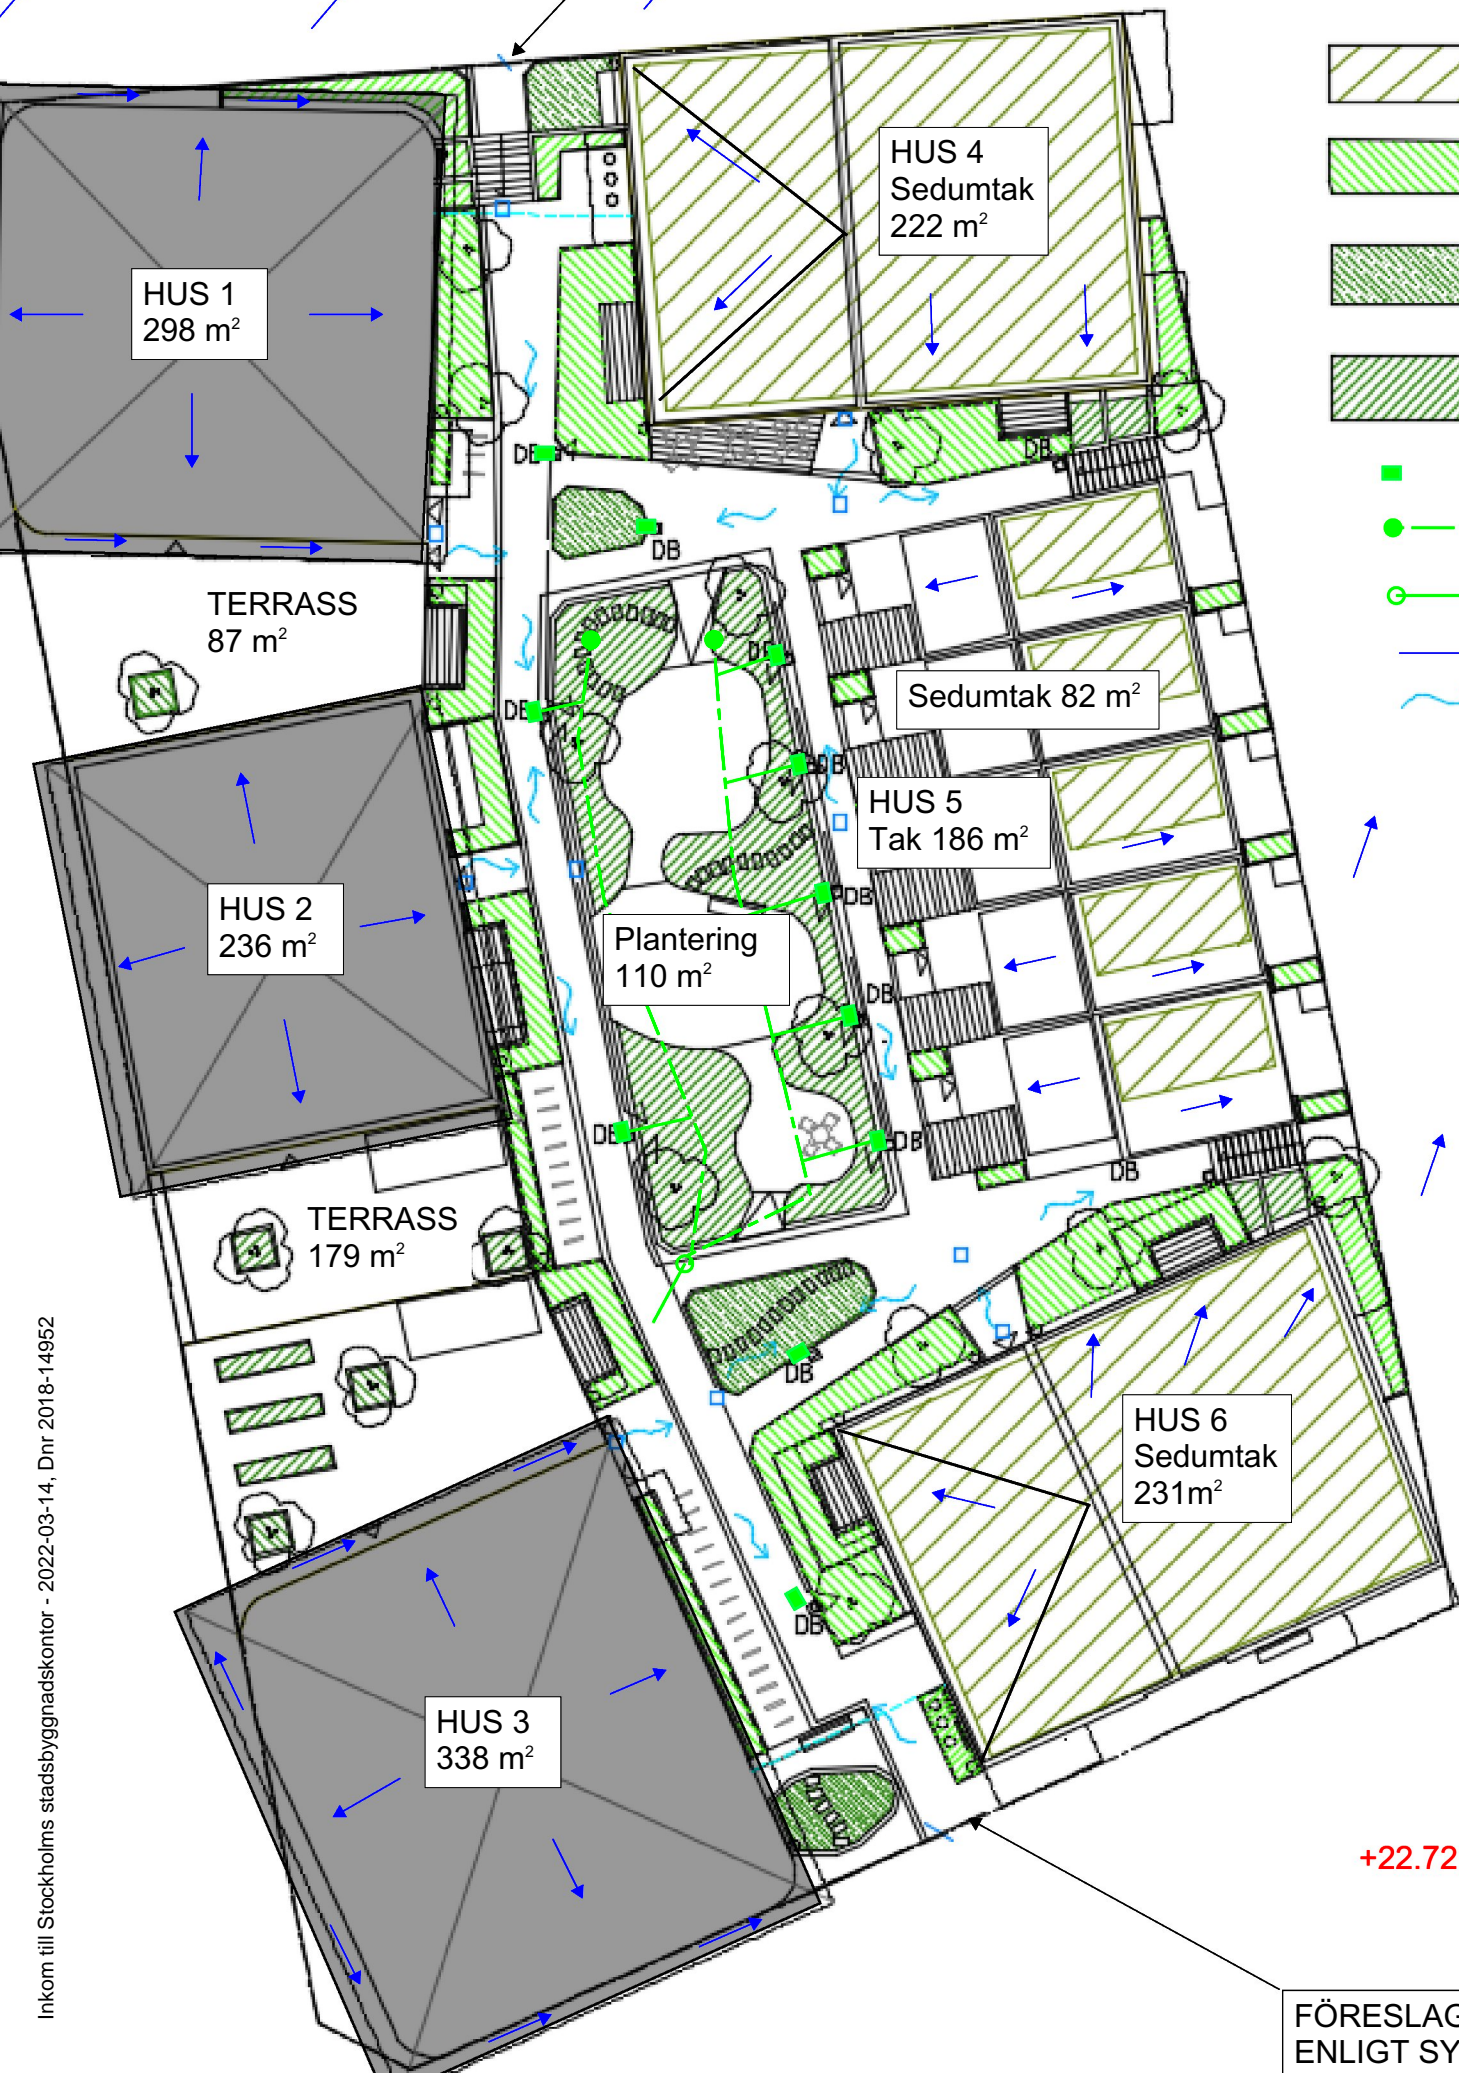 HUS 4
Sedumtak
222 m²
HUS 1
298 m²
DB
DB
DB
TERRASS
87 m²
DB
Sedumtak 82 m²
DB
DB
HUS 5
Tak 186 m²
DB
HUS 2
236 m²
Plantering
110 m²
DB
DB
DB
DB
TERRASS
179 m²
DB
HUS 6
Sedumtak
231m²
DB
HUS 3
338 m²
+22.72
FÖRESLAG
ENLIGT SY
Inkom till Stockholms stadsbyggnadskontor - 2022-03-14, Dnr 2018-14952